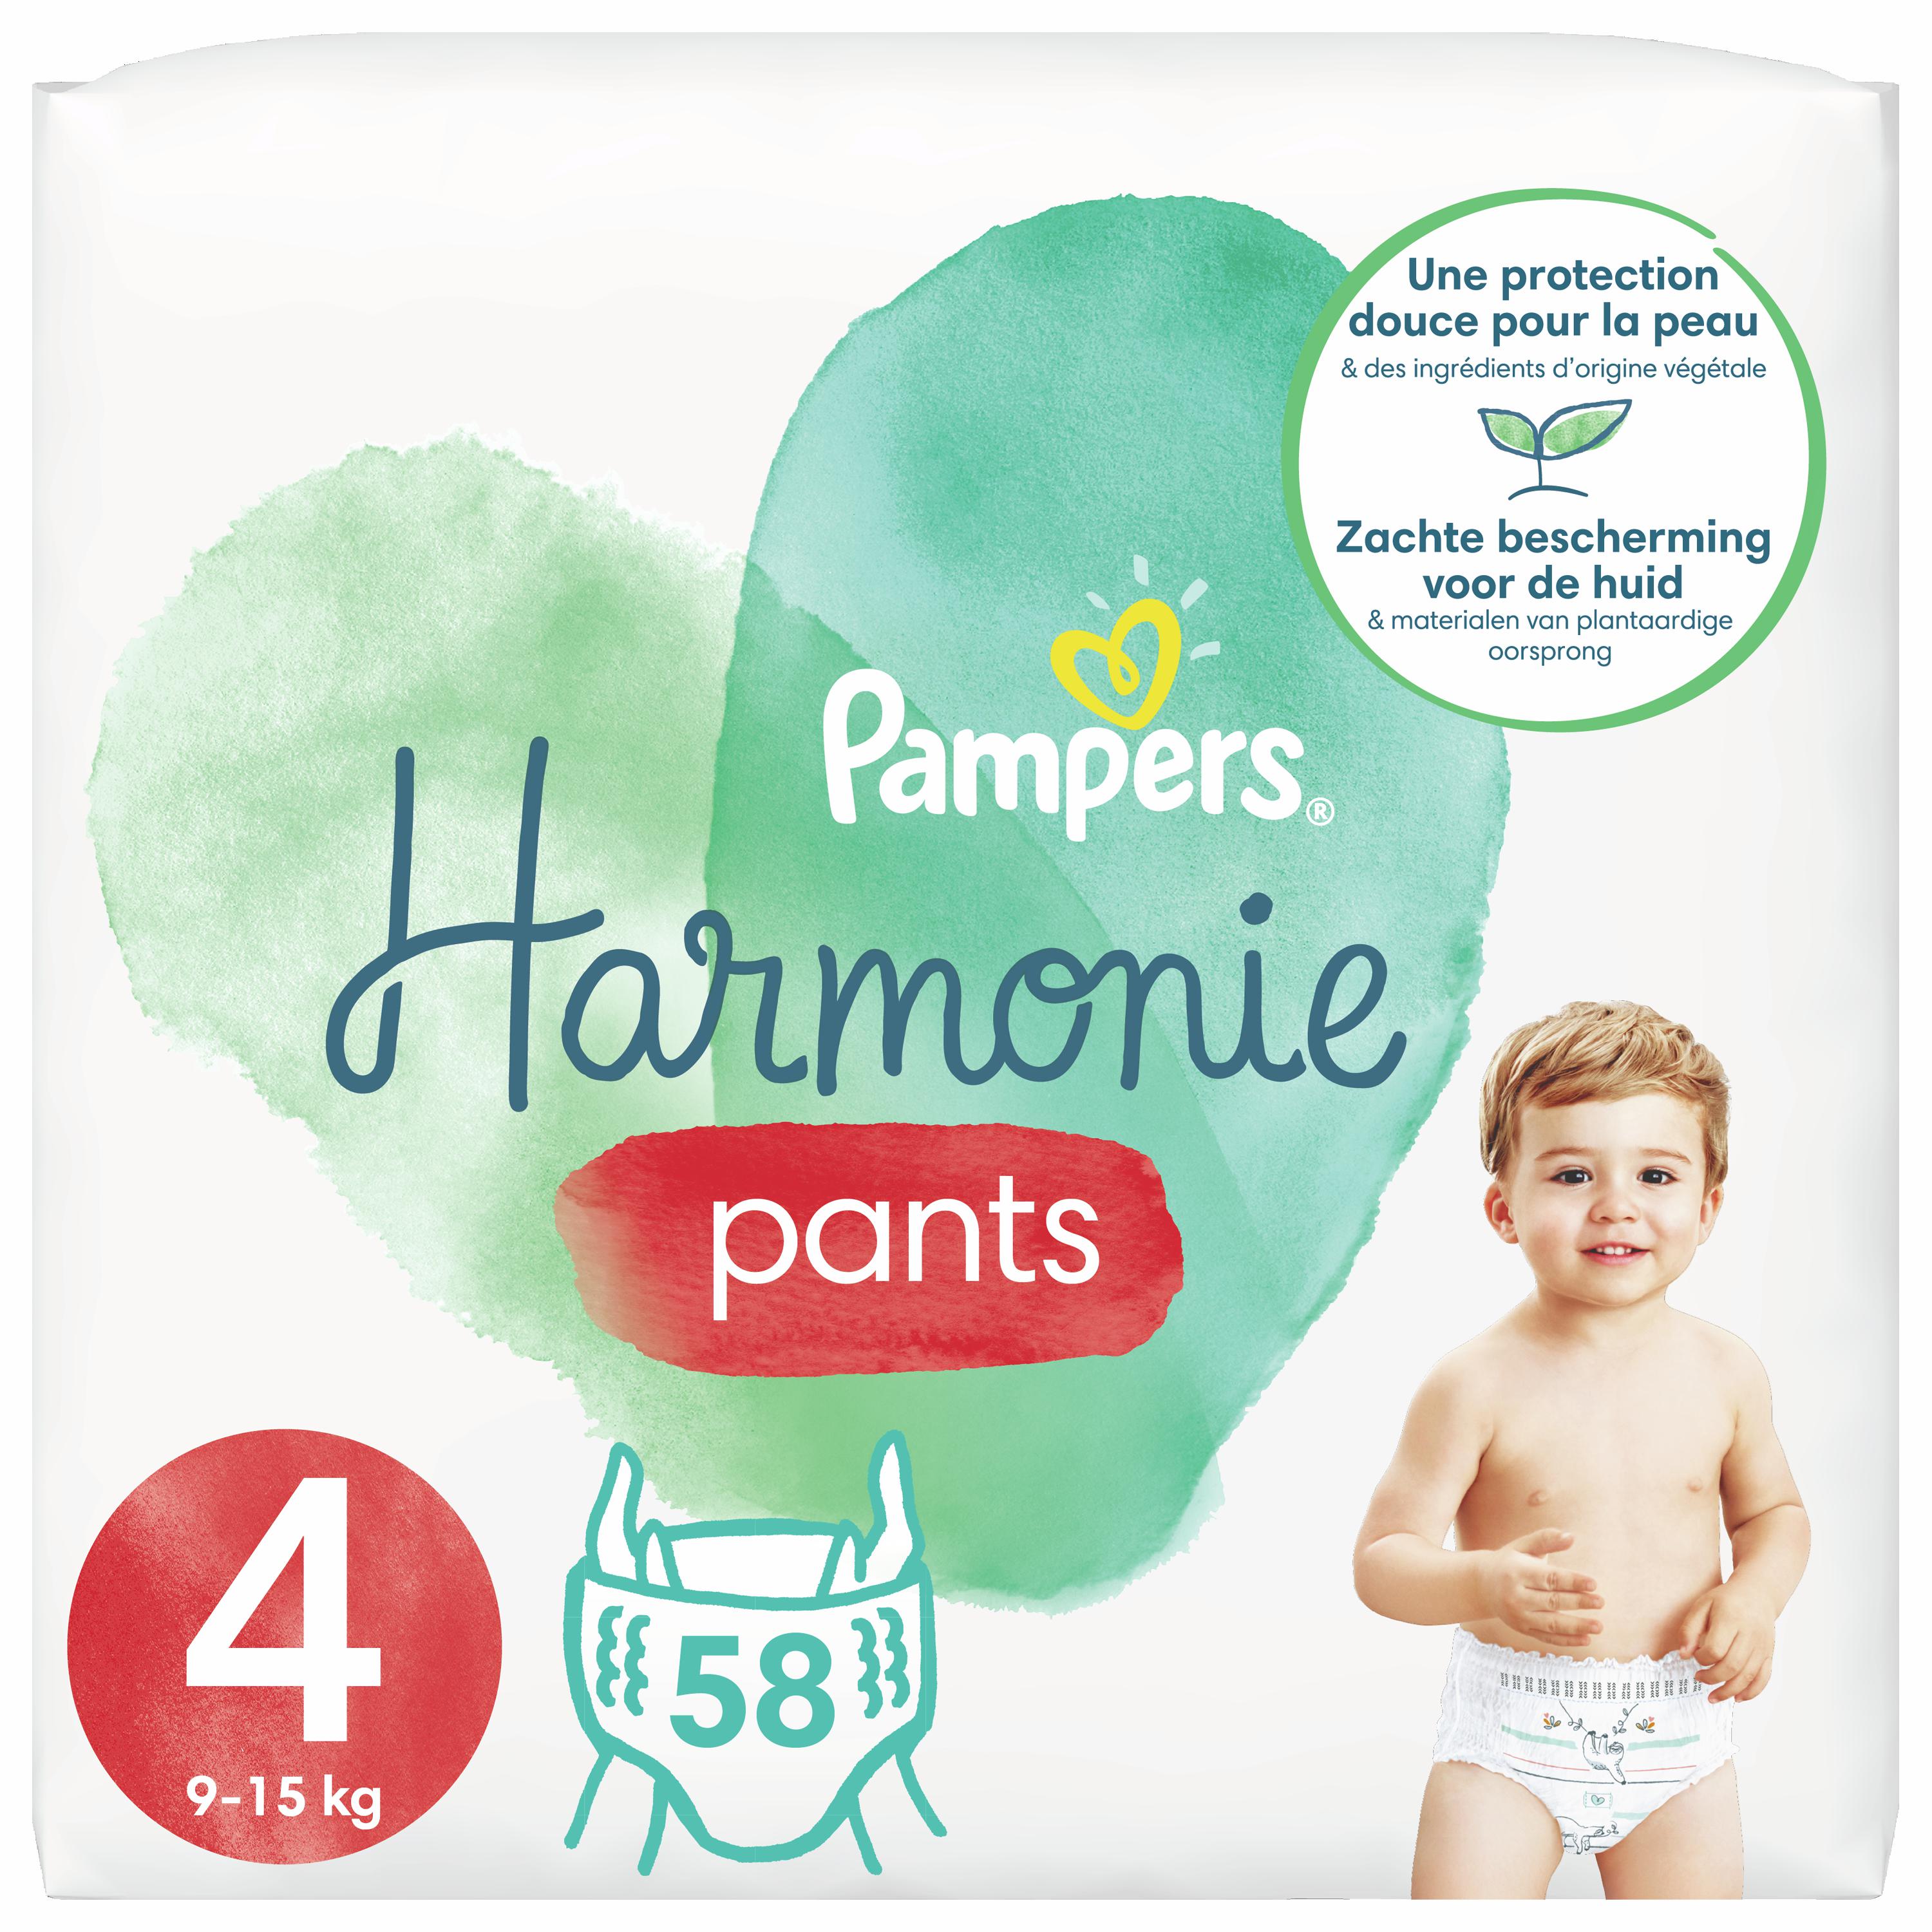 Une protection
douce pour la peau
& des ingrédients d'origine végétale
Zachte bescherming
voor de huid
& materialen van plantaardige
oorsprong
Pampers®
Harmonie
pants
4
9-15 kg
58